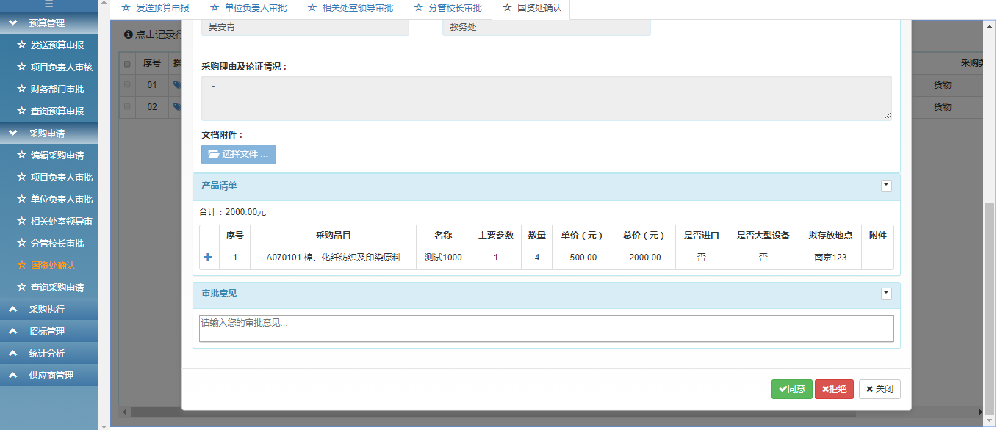 发送预算申报 单位负责人审批 相关处室领导审批 分管校长审批 国资处确认
预算管理
发送预算申报
项目负责人审核
财务部门审批
查询预算申报
采购申请
编辑采购申请
项目负责人审批
单位负责人审批
相关处室领导审
分管校长审批
国资处确认
查询采购申请
采购执行
招标管理
统计分析
供应商管理
点击记录行
序号
01
02
采购类
货物
货物
吴安青 教务处
采购理由及论证情况：
-
文档附件：
选择文件 ...
产品清单
合计：2000.00元
序号 采购品目 名称 主要参数 数量 单价（元） 总价（元） 是否进口 是否大型设备 拟存放地点 附件
1 A070101 棉、化纤纺织及印染原料 测试1000 1 4 500.00 2000.00 否 否 南京123
审批意见
请输入您的审批意见...
同意 拒绝 关闭